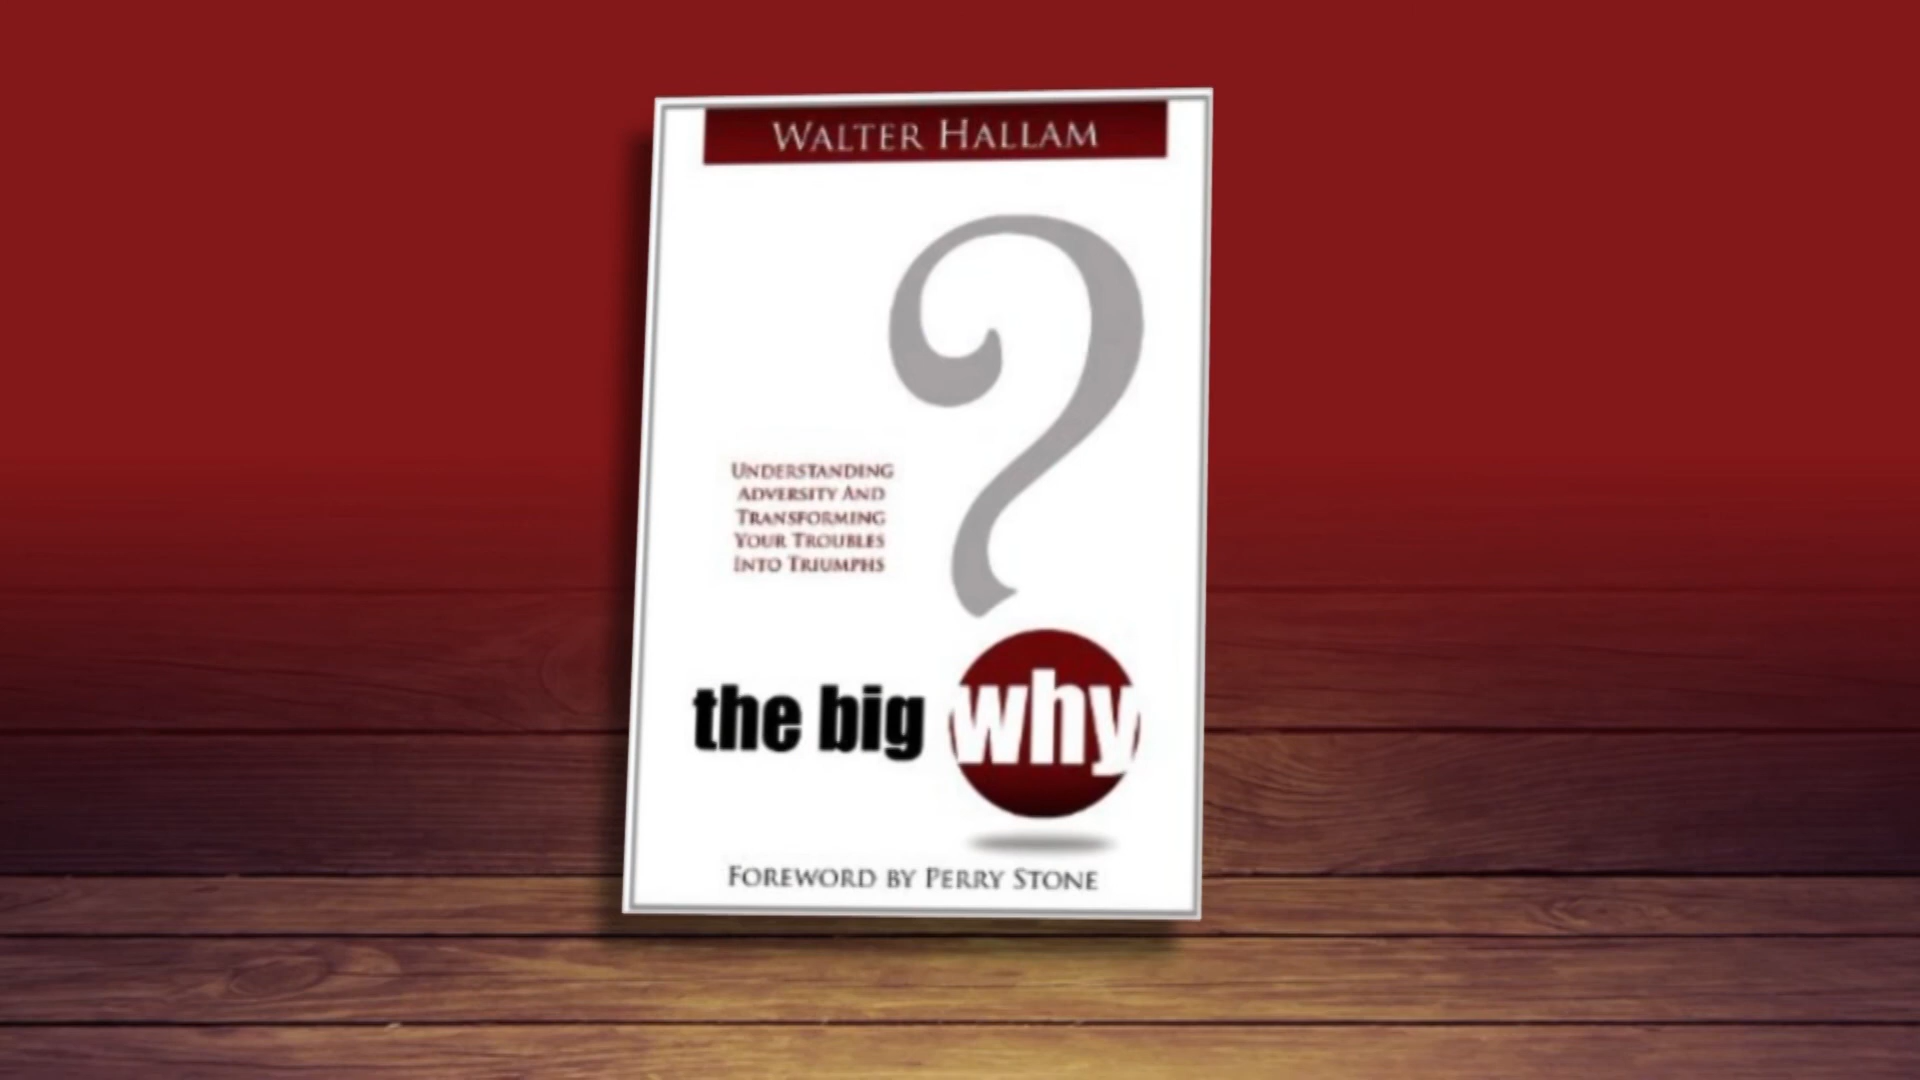 WALTER HALLAM
?
UNDERSTANDING
ADVERSITY AND
TRANSFORMING
YOUR TROUBLES
INTO TRIUMPHS
the big why
FOREWORD BY PERRY STONE